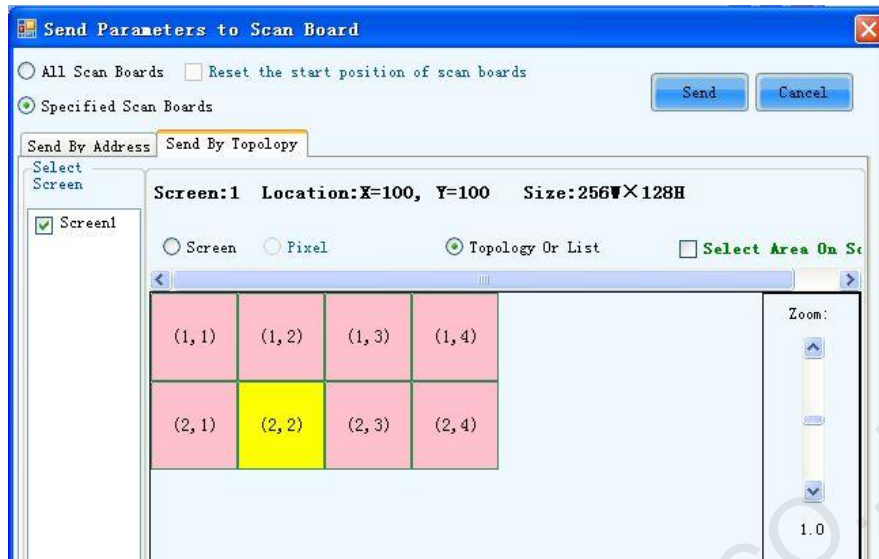 Send Parameters to Scan Board
All Scan Boards Reset the start position of scan boards
Specified Scan Boards
Send Cancel
Send By Address Send By Topolopy
Select
Screen
Screen1
Screen:1 Location:X=100, Y=100 Size:256W×128H
Screen Pixel Topology Or List Select Area On Sc
(1, 1) (1, 2) (1, 3) (1, 4)
(2, 1) (2, 2) (2, 3) (2, 4)
Zoom:
1.0